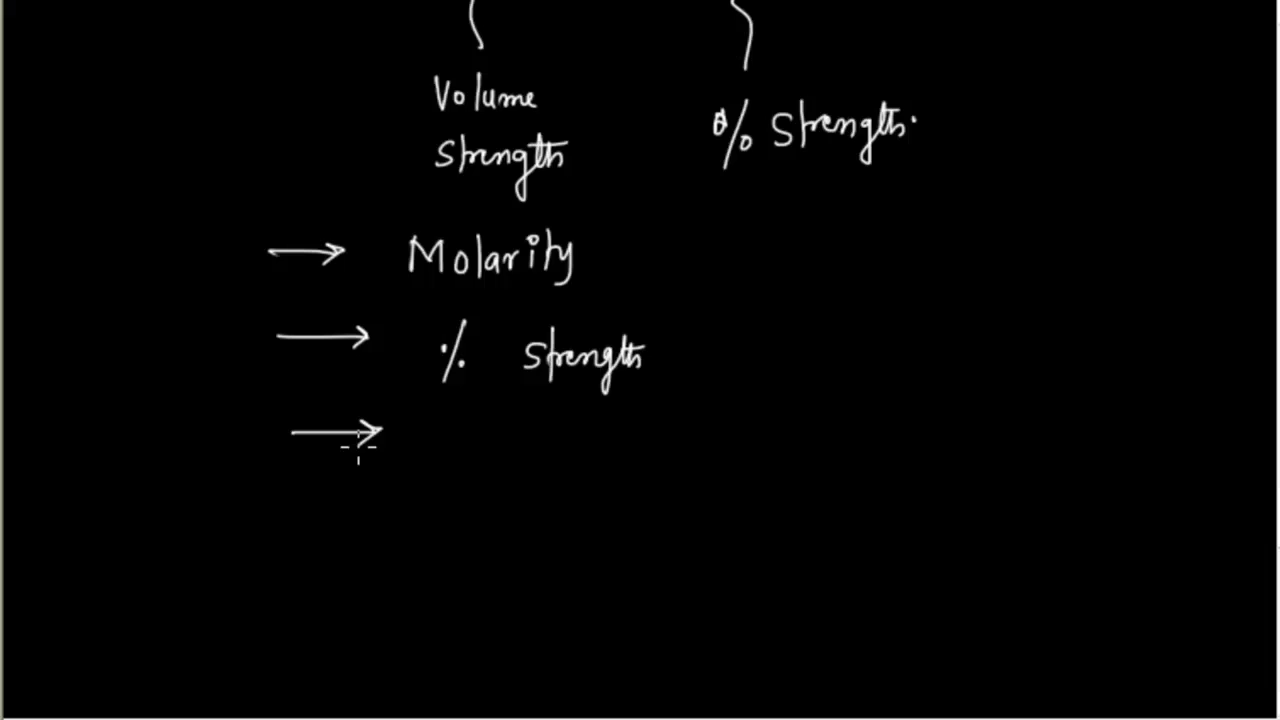 Volume
Strength
% Strength.
Molarity
% Strength